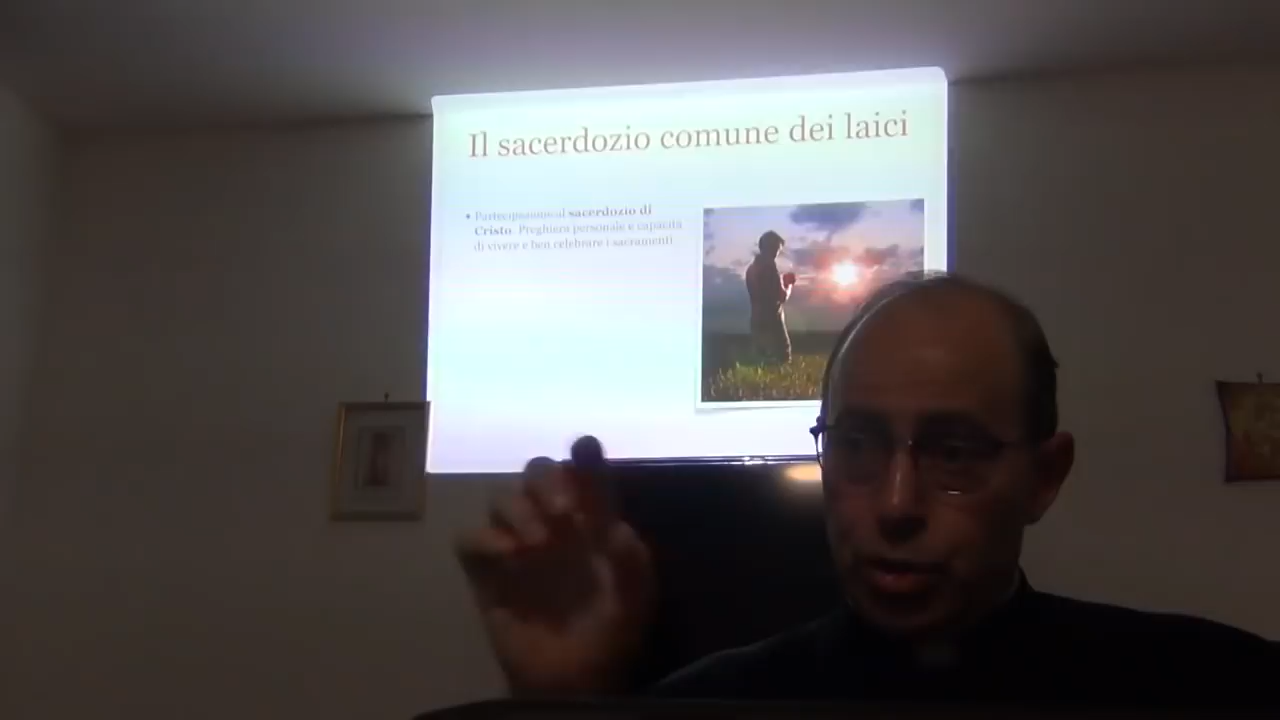 Il sacerdozio comune dei laici
• Partecipazione al sacerdozio di
Cristo. Preghiera personale e capacità
di vivere e ben celebrare i sacramenti